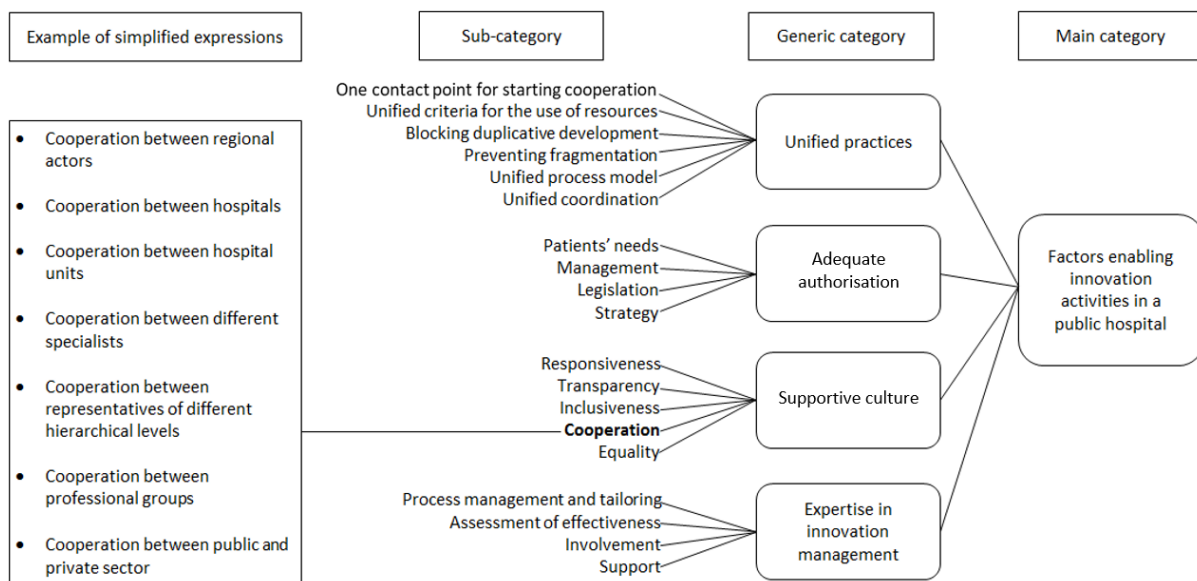 Example of simplified expressions
Sub-category
Generic category
Main category
• Cooperation between regional
actors
• Cooperation between hospitals
• Cooperation between hospital
units
• Cooperation between different
specialists
• Cooperation between
representatives of different
hierarchical levels
• Cooperation between
professional groups
• Cooperation between public and
private sector
One contact point for starting cooperation
Unified criteria for the use of resources
Blocking duplicative development
Preventing fragmentation
Unified process model
Unified coordination
Patients’ needs
Management
Legislation
Strategy
Responsiveness
Transparency
Inclusiveness
Cooperation
Equality
Process management and tailoring
Assessment of effectiveness
Involvement
Support
Unified practices
Adequate
authorisation
Supportive culture
Expertise in
innovation
management
Factors enabling
innovation
activities in a
public hospital